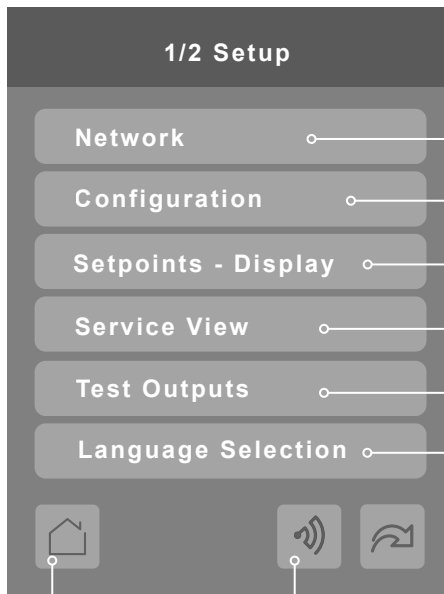 1/2 Setup
Network
Configuration
Setpoints - Display
Service View
Test Outputs
Language Selection